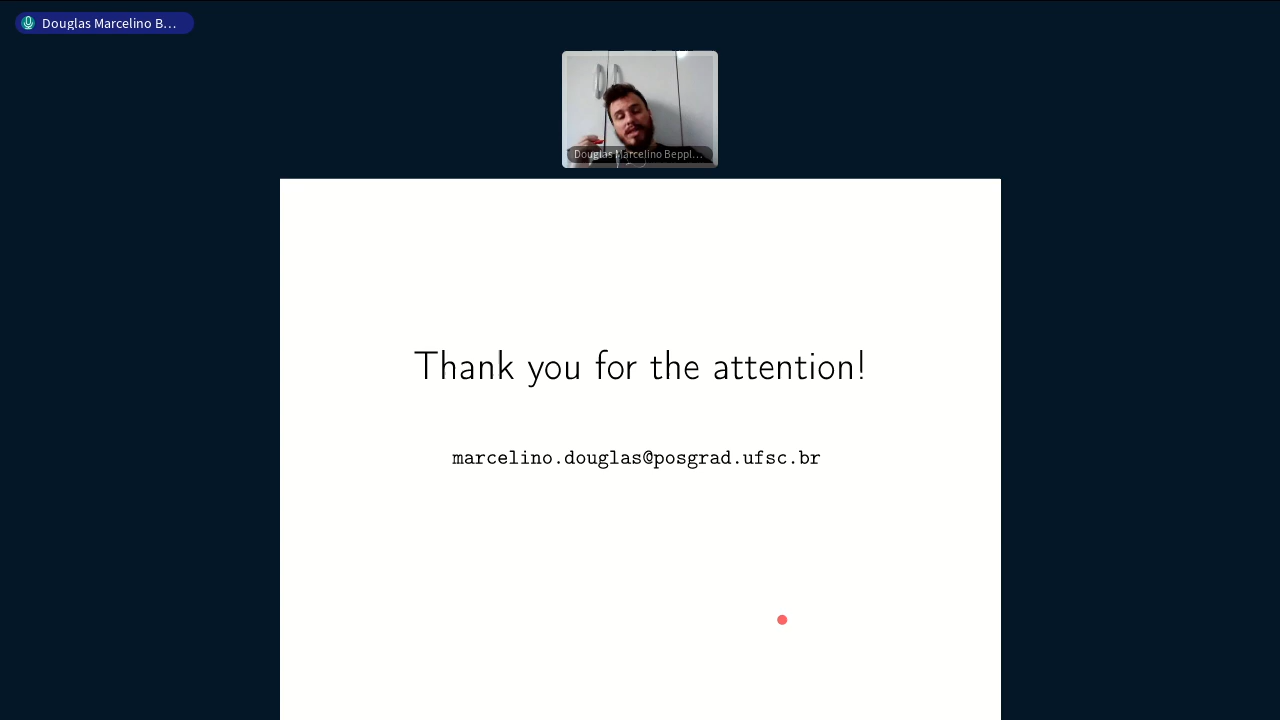 Douglas Marcelino B…
Douglas Marcelino Beppl…
Thank you for the attention!
marcelino.douglas@posgrad.ufsc.br